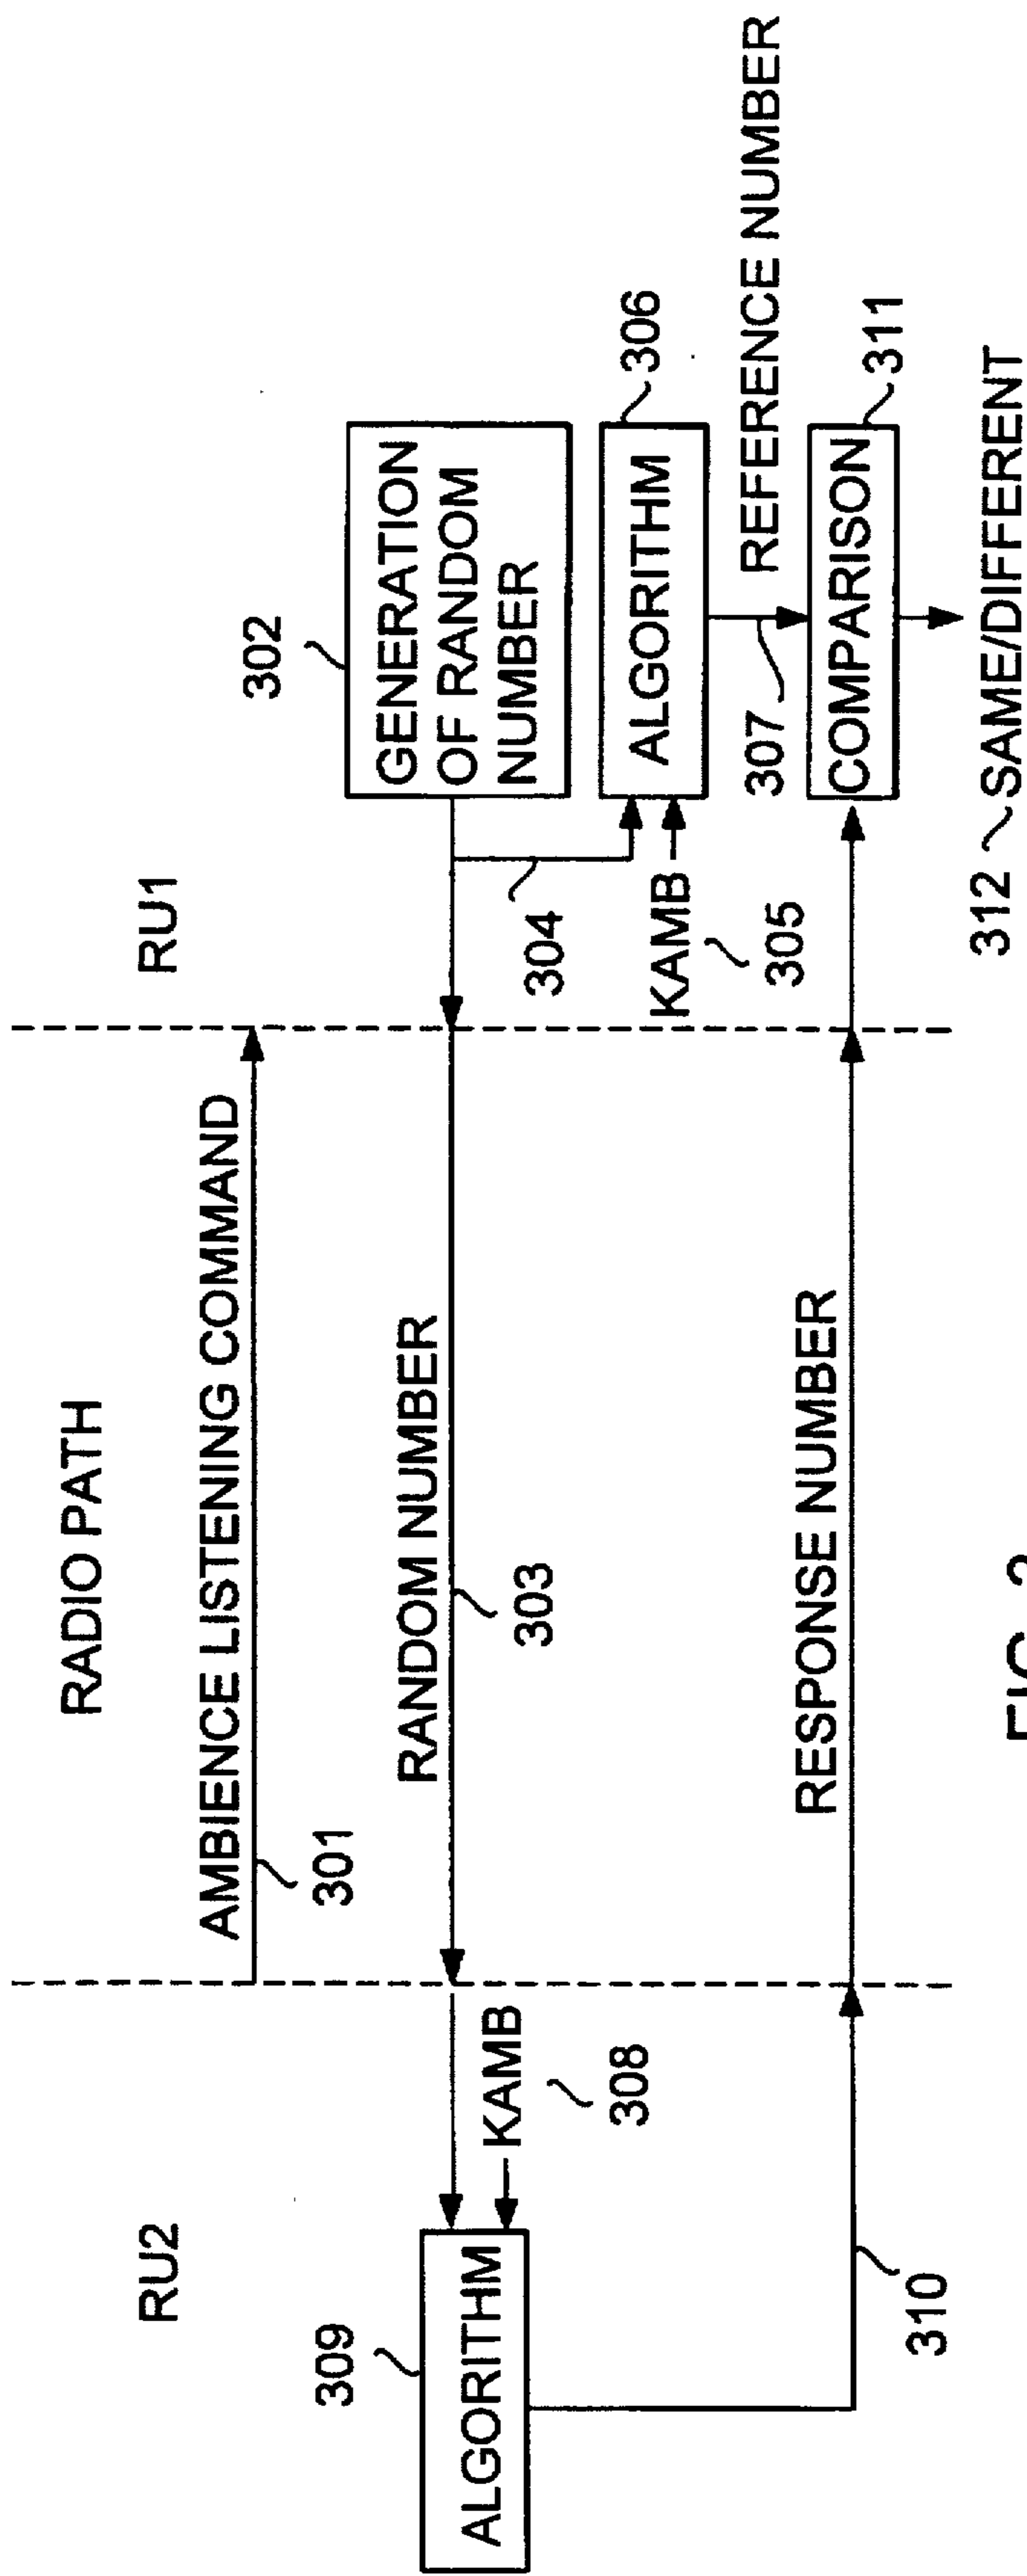 RU2
RADIO PATH
RU1
AMBIENCE LISTENING COMMAND
301
302
GENERATION
OF RANDOM
NUMBER
RANDOM NUMBER
303
304
309
ALGORITHM
KAMB
308
KAMB
305
ALGORITHM
306
307
REFERENCE NUMBER
RESPONSE NUMBER
310
COMPARISON
311
312
SAME/DIFFERENT
FIG.